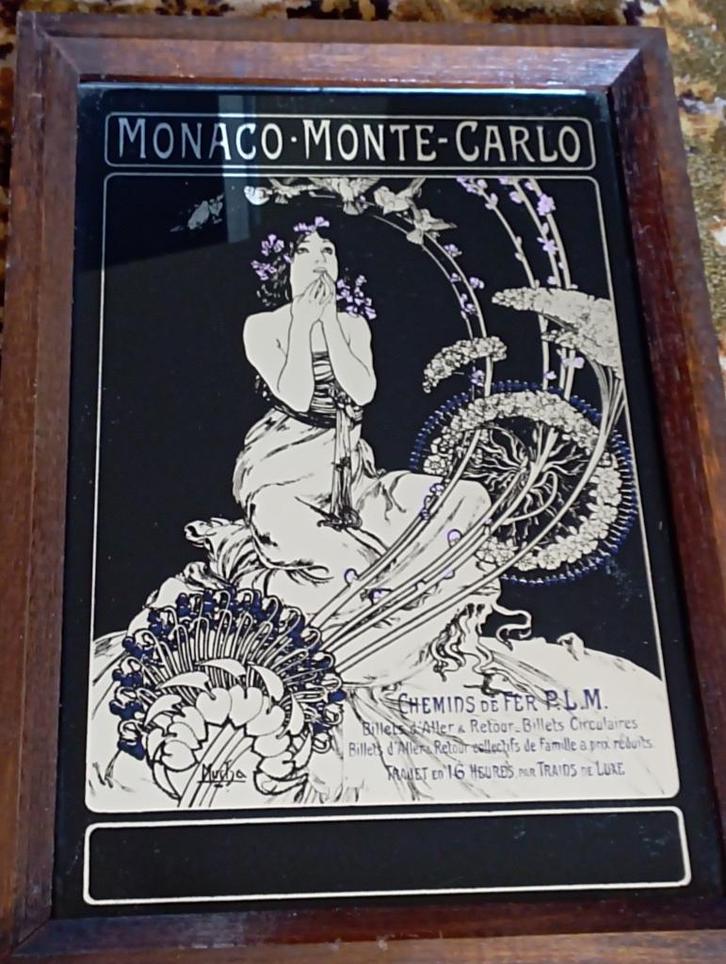 MONACO·MONTE-CARLO
CHEMINS DE FER P.L.M.
Billets d'Aller & Retour_Billets Circulaires
Billets d'Aller & Retour collectifs de Famille a prix réduits.
TRAJET en 16 HEURES PAR TRAINS DE LUXE
Mucha